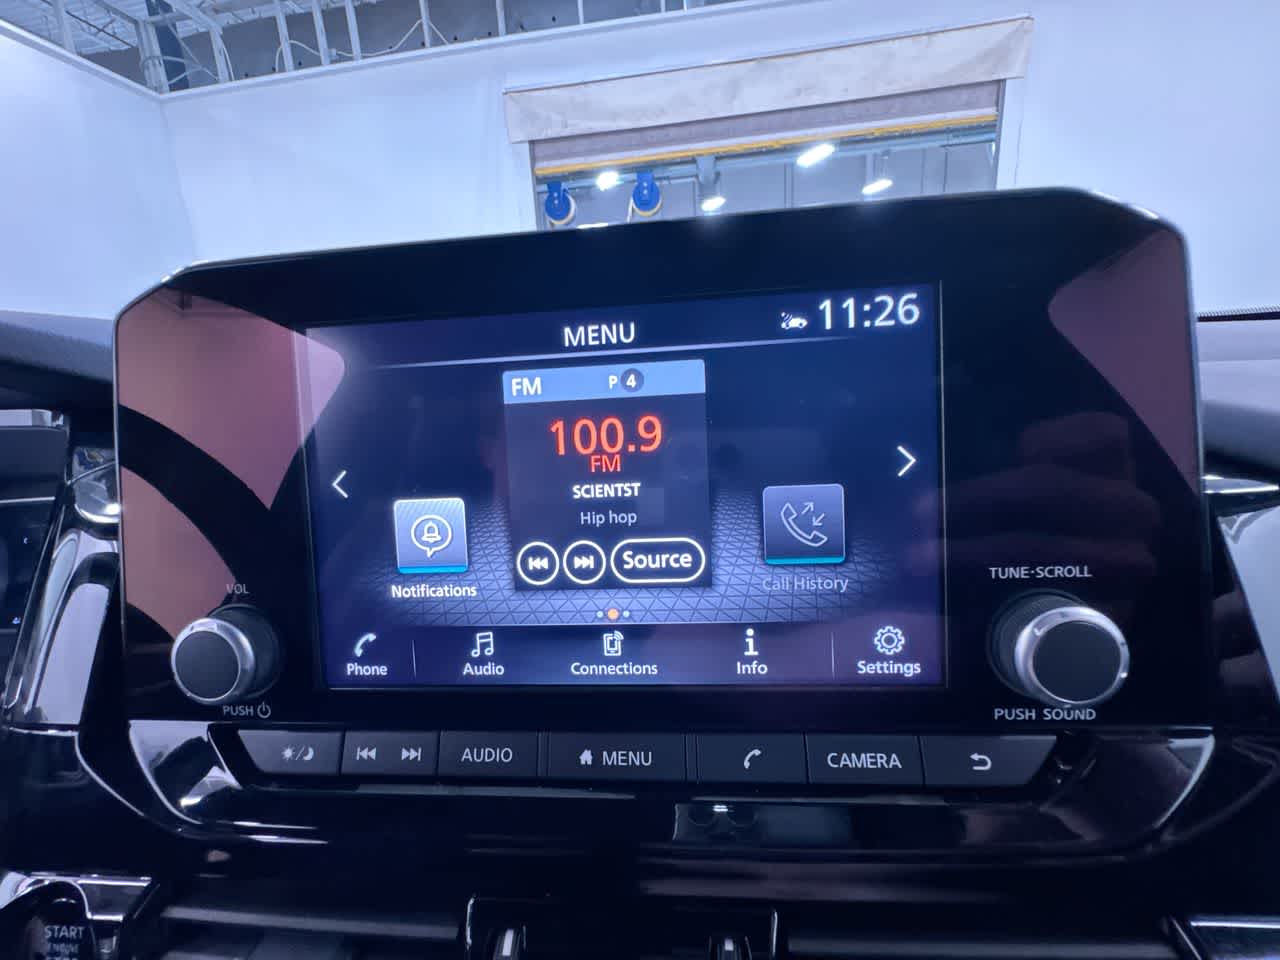 MENU
11:26
FM P 4
100.9
FM
SCIENTST
Hip hop
Source
Notifications
Call History
Phone
Audio
Connections
Info
Settings
VOL
PUSH
TUNE·SCROLL
PUSH SOUND
AUDIO
MENU
CAMERA
START